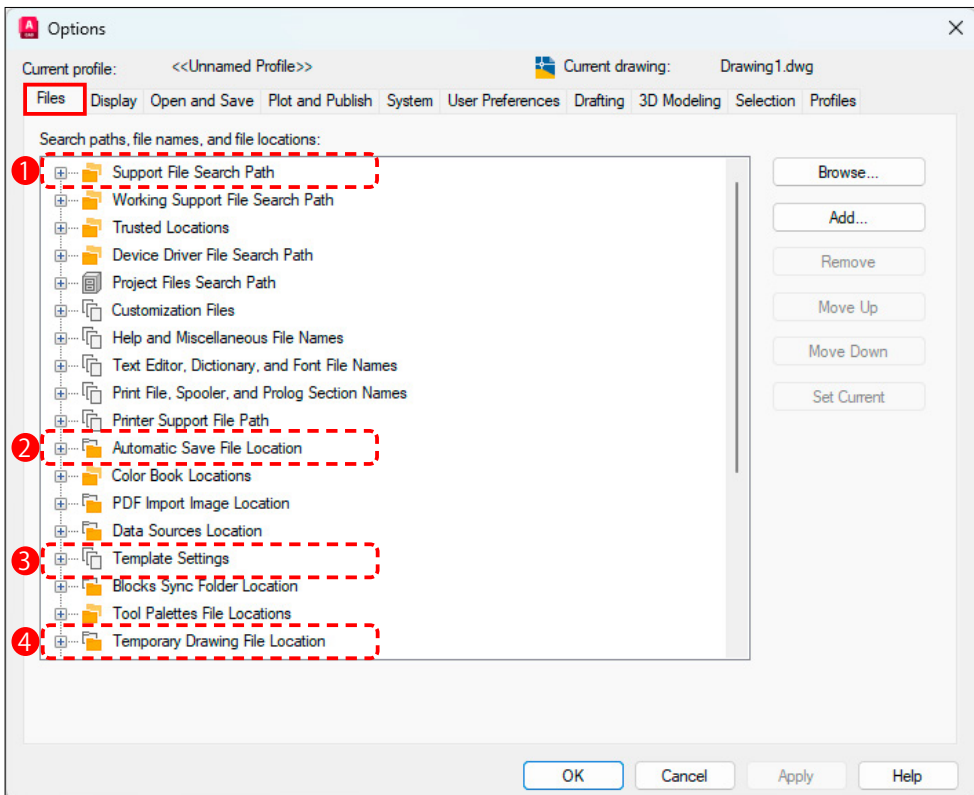 A
CAD
Options
Current profile: <<Unnamed Profile>> Current drawing: Drawing1.dwg
Files Display Open and Save Plot and Publish System User Preferences Drafting 3D Modeling Selection Profiles
Search paths, file names, and file locations:
1 Support File Search Path
Working Support File Search Path
Trusted Locations
Device Driver File Search Path
Project Files Search Path
Customization Files
Help and Miscellaneous File Names
Text Editor, Dictionary, and Font File Names
Print File, Spooler, and Prolog Section Names
Printer Support File Path
2 Automatic Save File Location
Color Book Locations
PDF Import Image Location
Data Sources Location
3 Template Settings
Blocks Sync Folder Location
Tool Palettes File Locations
4 Temporary Drawing File Location
Browse...
Add...
Remove
Move Up
Move Down
Set Current
OK Cancel Apply Help